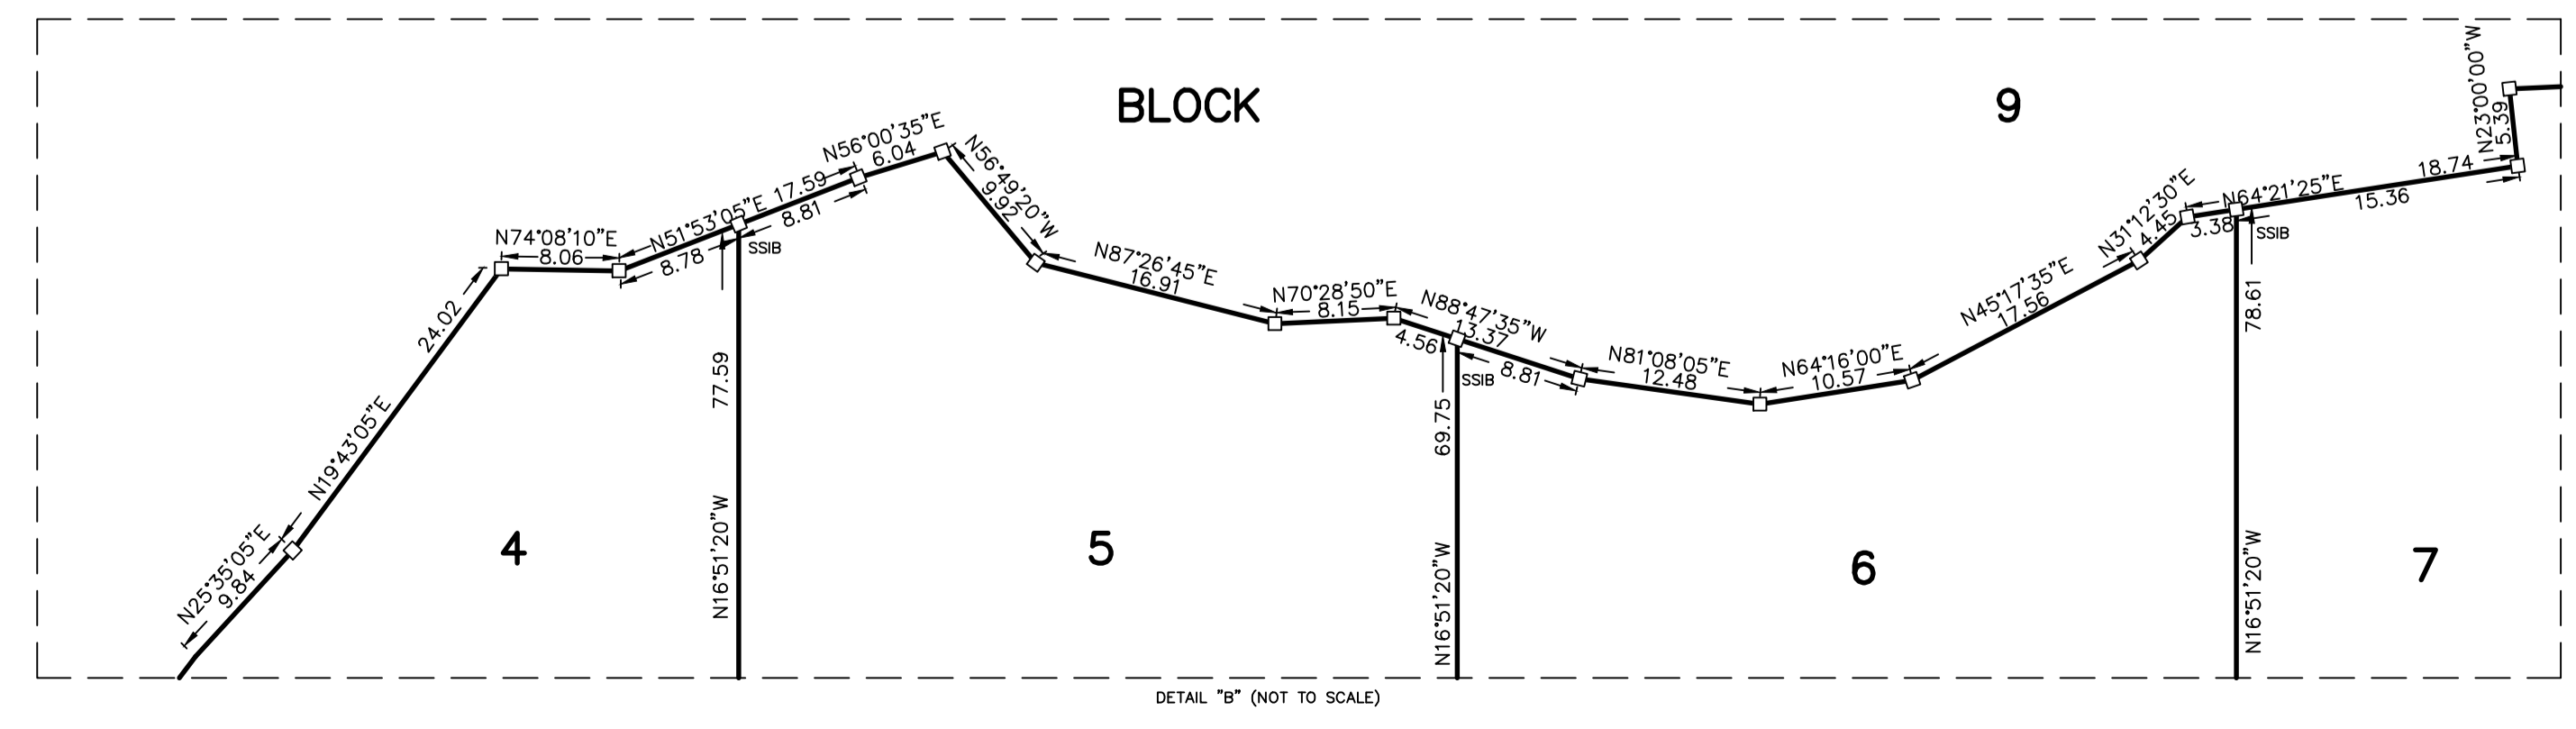 BLOCK
9
N23°00'00"W
5.39
N56°00'35"E
6.04
N51°53'05"E 17.59
8.78
8.81
SSIB
N74°08'10"E
8.06
N56°49'20"W
9.92
N87°26'45"E
16.91
N70°28'50"E
8.15
N88°47'35"W
13.37
4.56
8.81
SSIB
N81°08'05"E
12.48
N64°16'00"E
10.57
N45°17'35"E
17.56
N31°12'30"E
4.45
N64°21'25"E
18.74
3.38
15.36
SSIB
24.02
N19°43'05"E
N25°35'05"E
9.84
77.59
N16°51'20"W
69.75
N16°51'20"W
78.61
N16°51'20"W
4
5
6
7
DETAIL "B" (NOT TO SCALE)